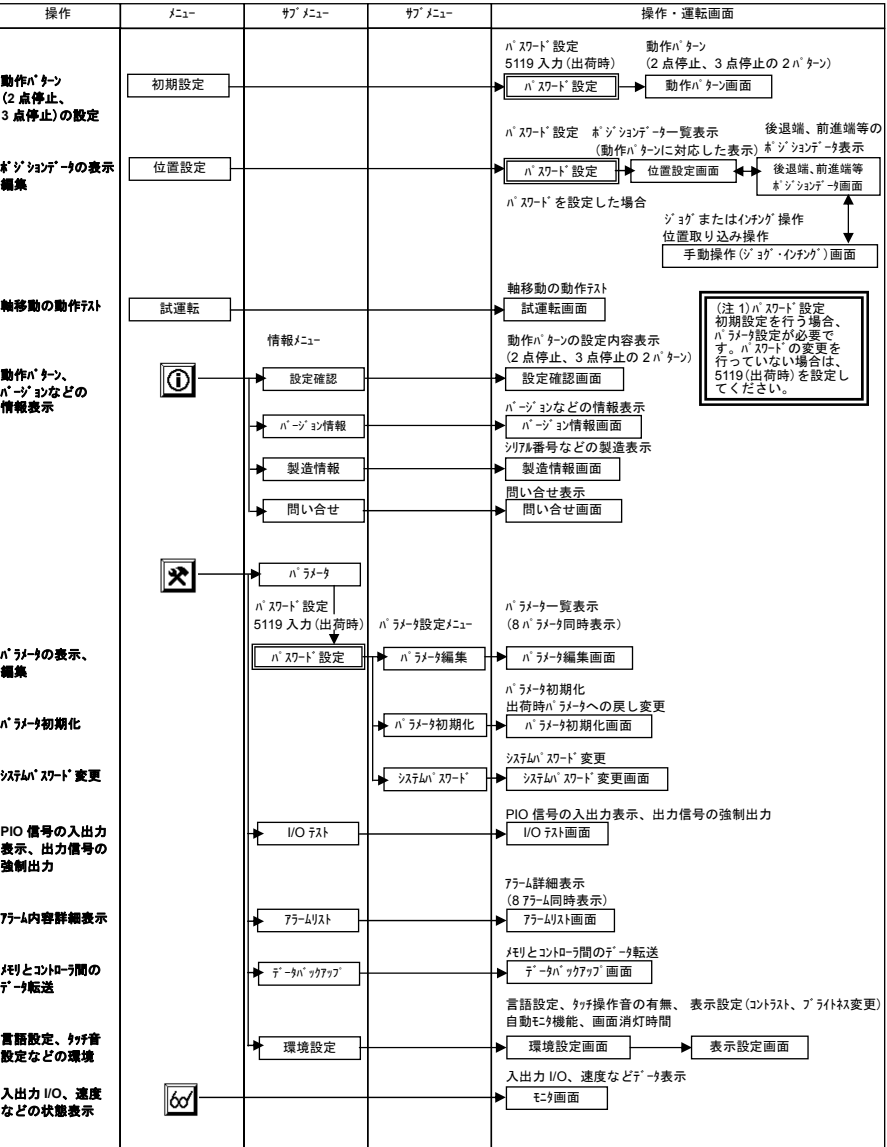 操作
メニュー
サブメニュー
サブメニュー
操作・運転画面
動作パターン
(2 点停止、
3 点停止)の設定
初期設定
パスワード設定
5119 入力(出荷時)
パスワード設定
動作パターン
(2 点停止、3 点停止の 2 パターン)
動作パターン画面
ポジションデータの表示
編集
位置設定
パスワード設定
パスワード設定
パスワードを設定した場合
ポジションデータ一覧表示
(動作パターンに対応した表示)
位置設定画面
後退端、前進端等の
ポジションデータ表示
後退端、前進端等
ポジションデータ画面
ジョグまたはインチング操作
位置取り込み操作
手動操作(ジョグ・インチング)画面
軸移動の動作テスト
試運転
軸移動の動作テスト
試運転画面
(注 1)パスワード設定
初期設定を行う場合、
パラメータ設定が必要で
す。パスワードの変更を
行っていない場合は、
5119(出荷時)を設定し
てください。
動作パターン、
バージョンなどの
情報表示
情報メニュー
設定確認
動作パターンの設定内容表示
(2 点停止、3 点停止の 2 パターン)
設定確認画面
バージョン情報
バージョンなどの情報表示
バージョン情報画面
製造情報
シリアル番号などの製造表示
製造情報画面
問い合せ
問い合せ表示
問い合せ画面
パラメータ
パスワード設定
5119 入力(出荷時)
パラメータ設定メニュー
パラメータの表示、
編集
パスワード設定
パラメータ編集
パラメータ一覧表示
(8 パラメータ同時表示)
パラメータ編集画面
パラメータ初期化
パラメータ初期化
パラメータ初期化
出荷時パラメータへの戻し変更
パラメータ初期化画面
システムパスワード変更
システムパスワード
システムパスワード変更
システムパスワード変更画面
PIO 信号の入出力
表示、出力信号の
強制出力
I/O テスト
PIO 信号の入出力表示、出力信号の強制出力
I/O テスト画面
アラーム内容詳細表示
アラームリスト
アラーム詳細表示
(8 アラーム同時表示)
アラームリスト画面
メモリとコントローラ間の
データ転送
データバックアップ
メモリとコントローラ間のデータ転送
データバックアップ画面
言語設定、タッチ音
設定などの環境
環境設定
言語設定、タッチ操作音の有無、 表示設定(コントラスト、ブライトネス変更)
自動モニタ機能、画面消灯時間
環境設定画面
表示設定画面
入出力 I/O、速度
などの状態表示
入出力 I/O、速度などデータ表示
モニタ画面